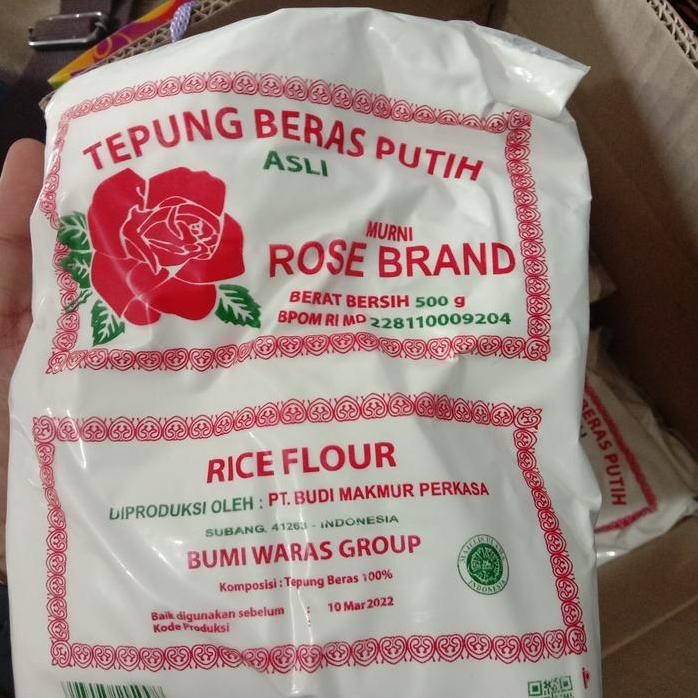 TEPUNG BERAS PUTIH
ASLI
MURNI
ROSE BRAND
BERAT BERSIH 500 g
BPOM RI MD 228110009204
RICE FLOUR
DIPRODUKSI OLEH : PT. BUDI MAKMUR PERKASA
SUBANG, 41263 - INDONESIA
BUMI WARAS GROUP
Komposisi : Tepung Beras 100%
Baik digunakan sebelum : 10 Mar 2022
Kode Produksi
INDONESIA
BERAS PUTIH